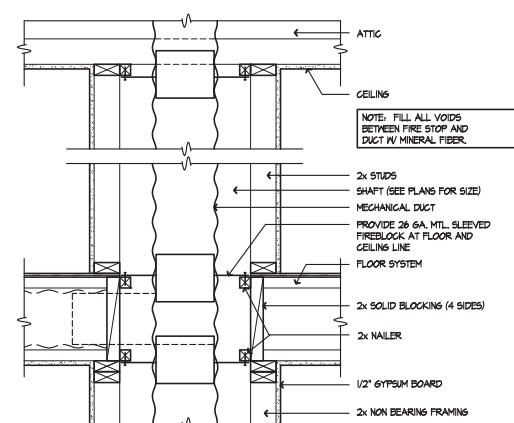 ATTIC
CEILING
NOTE: FILL ALL VOIDS
BETWEEN FIRE STOP AND
DUCT W/ MINERAL FIBER.
2x STUDS
SHAFT (SEE PLANS FOR SIZE)
MECHANICAL DUCT
PROVIDE 26 GA. MTL. SLEEVED
FIREBLOCK AT FLOOR AND
CEILING LINE
FLOOR SYSTEM
2x SOLID BLOCKING (4 SIDES)
2x NAILER
1/2" GYPSUM BOARD
2x NON BEARING FRAMING